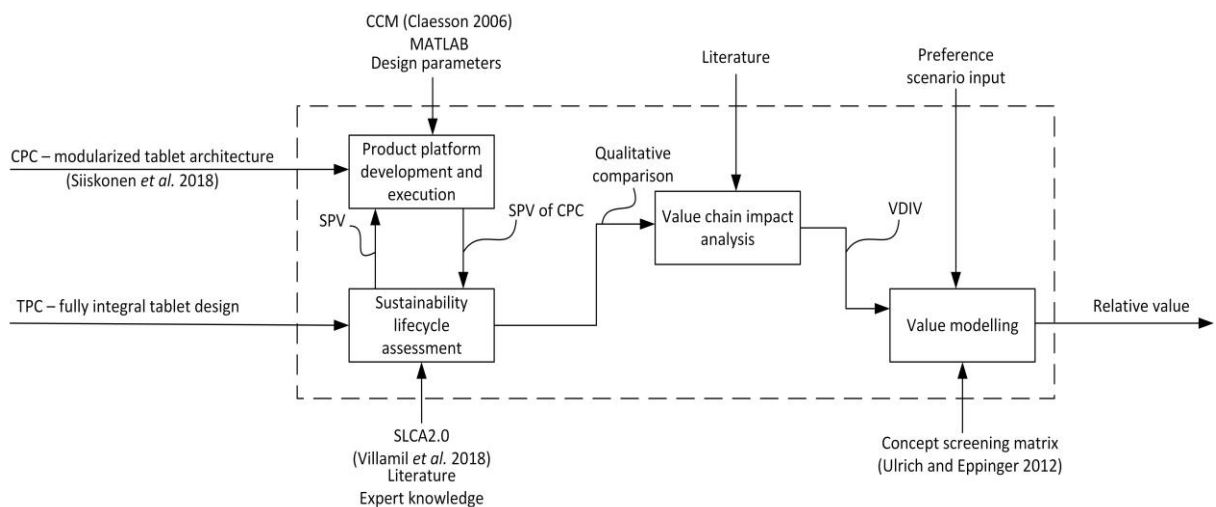 CCM (Claesson 2006)
MATLAB
Design parameters
Literature
Preference
scenario input
CPC – modularized tablet architecture
(Siiskonen et al. 2018)
Product platform
development and
execution
Qualitative
comparison
SPV
SPV of CPC
Value chain impact
analysis
VDIV
TPC – fully integral tablet design
Sustainability
lifecycle
assessment
Value modelling
Relative value
SLCA2.0
(Villamil et al. 2018)
Literature
Expert knowledge
Concept screening matrix
(Ulrich and Eppinger 2012)